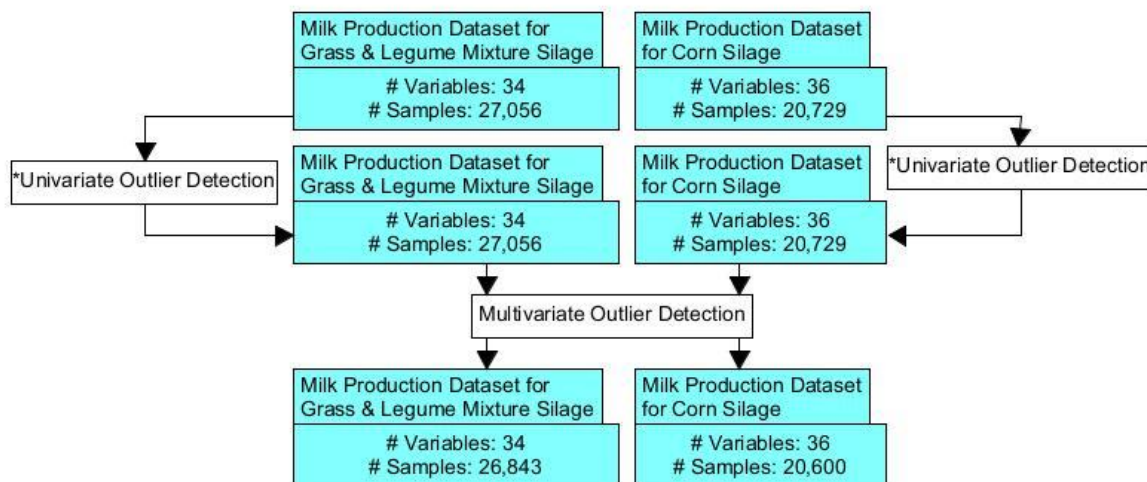 Milk Production Dataset for
Grass & Legume Mixture Silage
# Variables: 34
# Samples: 27,056
Milk Production Dataset
for Corn Silage
# Variables: 36
# Samples: 20,729
*Univariate Outlier Detection
Milk Production Dataset for
Grass & Legume Mixture Silage
# Variables: 34
# Samples: 27,056
Milk Production Dataset
for Corn Silage
# Variables: 36
# Samples: 20,729
*Univariate Outlier Detection
Multivariate Outlier Detection
Milk Production Dataset for
Grass & Legume Mixture Silage
# Variables: 34
# Samples: 26,843
Milk Production Dataset
for Corn Silage
# Variables: 36
# Samples: 20,600